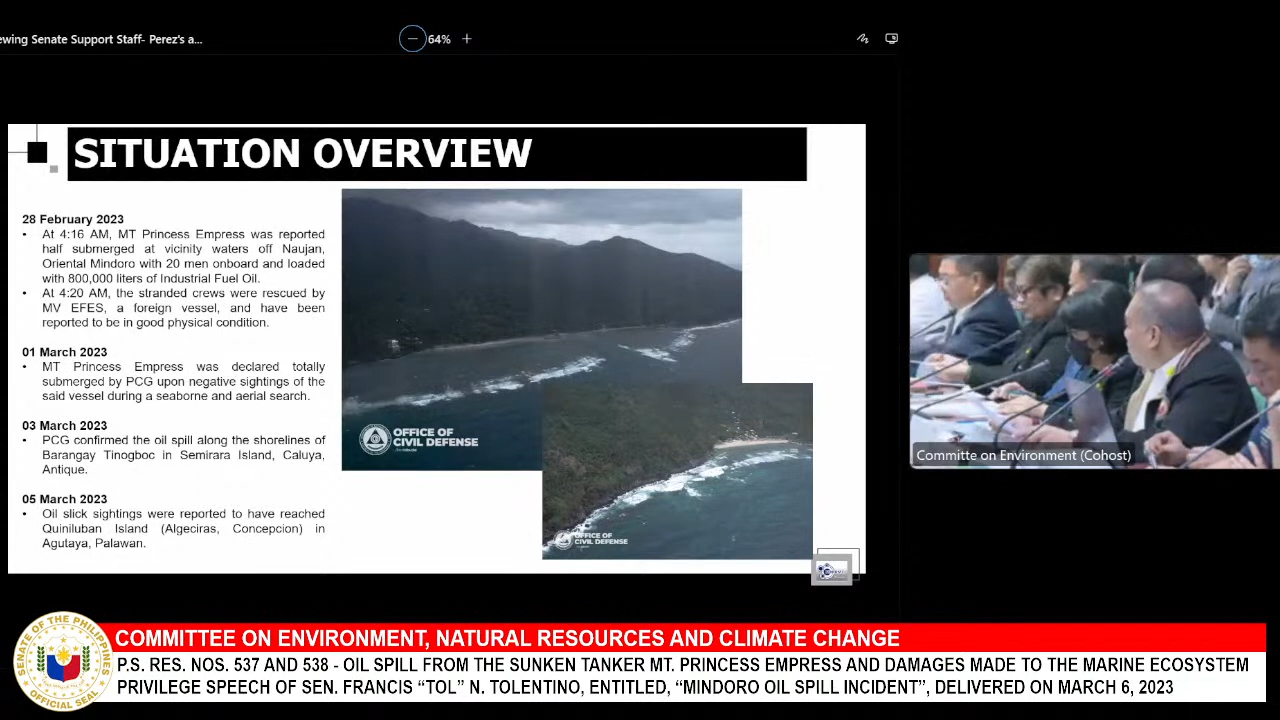 ewing Senate Support Staff- Perez's a...
64%
SITUATION OVERVIEW
28 February 2023
• At 4:16 AM, MT Princess Empress was reported
half submerged at vicinity waters off Naujan,
Oriental Mindoro with 20 men onboard and loaded
with 800,000 liters of Industrial Fuel Oil.
• At 4:20 AM, the stranded crews were rescued by
MV EFES, a foreign vessel, and have been
reported to be in good physical condition.
01 March 2023
• MT Princess Empress was declared totally
submerged by PCG upon negative sightings of the
said vessel during a seaborne and aerial search.
03 March 2023
• PCG confirmed the oil spill along the shorelines of
Barangay Tinogboc in Semirara Island, Caluya,
Antique.
05 March 2023
• Oil slick sightings were reported to have reached
Quiniluban Island (Algeciras, Concepcion) in
Agutaya, Palawan.
OFFICE OF
CIVIL DEFENSE
OFFICE OF
CIVIL DEFENSE
Committe on Environment (Cohost)
SENATE OF THE PHILIPPINES
OFFICIAL SEAL
COMMITTEE ON ENVIRONMENT, NATURAL RESOURCES AND CLIMATE CHANGE
P.S. RES. NOS. 537 AND 538 - OIL SPILL FROM THE SUNKEN TANKER MT. PRINCESS EMPRESS AND DAMAGES MADE TO THE MARINE ECOSYSTEM
PRIVILEGE SPEECH OF SEN. FRANCIS “TOL” N. TOLENTINO, ENTITLED, “MINDORO OIL SPILL INCIDENT”, DELIVERED ON MARCH 6, 2023